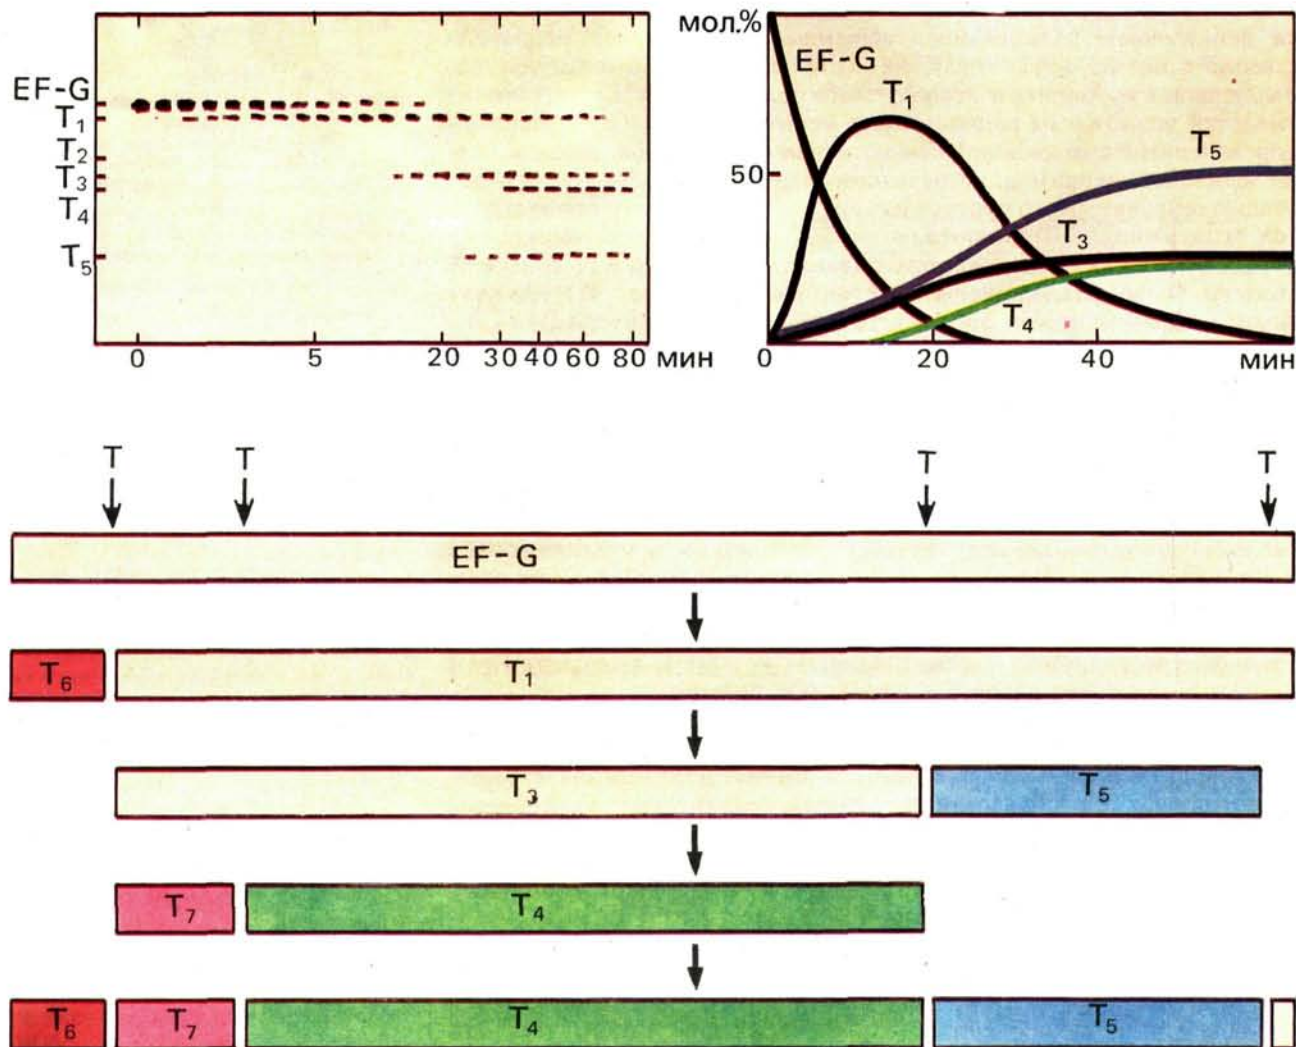 EF-G
T₁
T₂
T₃
T₄
T₅
0 5 20 30 40 60 80 мин
мол.%
50
EF-G
T₁
T₅
T₃
T₄
0 20 40 мин
T T T T
EF-G
T₆ T₁
T₃ T₅
T₇ T₄
T₆ T₇ T₄ T₅